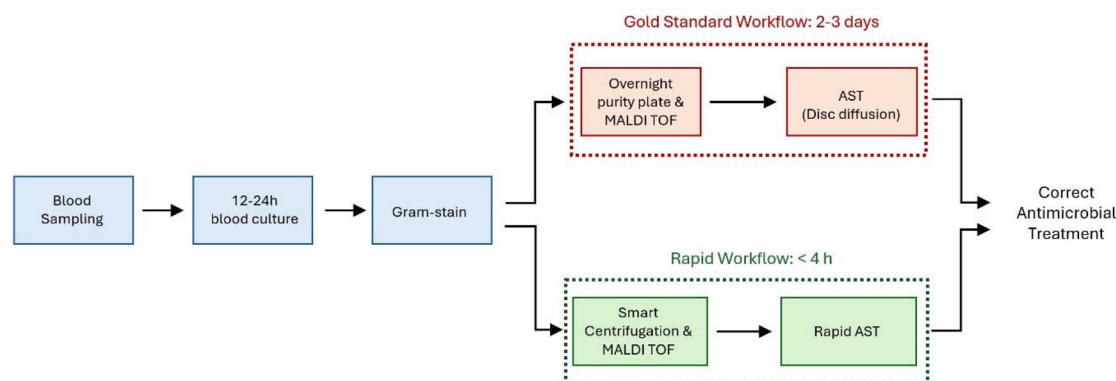 Gold Standard Workflow: 2-3 days
Overnight
purity plate &
MALDI TOF
AST
(Disc diffusion)
Blood
Sampling
12-24h
blood culture
Gram-stain
Correct
Antimicrobial
Treatment
Rapid Workflow: < 4 h
Smart
Centrifugation &
MALDI TOF
Rapid AST